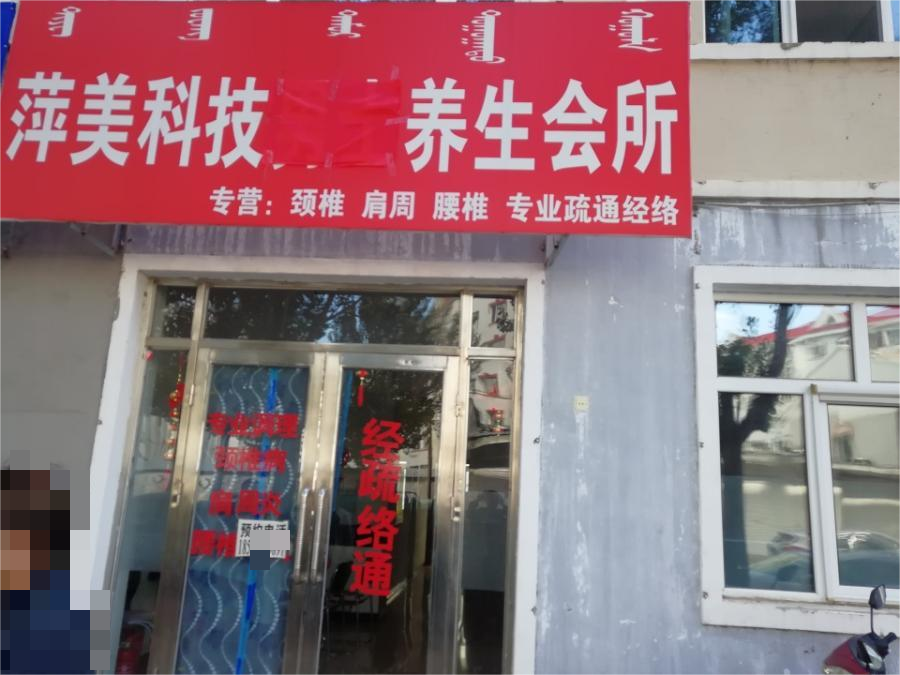 萍美科技
养生会所
专营：颈椎 肩周 腰椎 专业疏通经络
专业调理
颈椎病
肩周炎
腰椎
预约电话
经疏络通